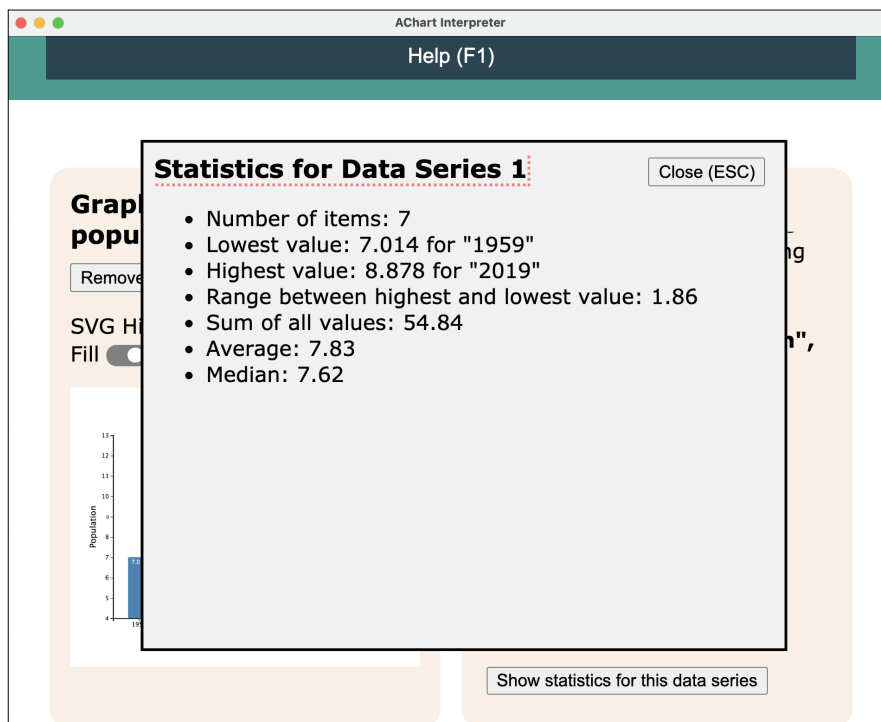 AChart Interpreter
Help (F1)
Statistics for Data Series 1
Close (ESC)
Number of items: 7
Lowest value: 7.014 for "1959"
Highest value: 8.878 for "2019"
Range between highest and lowest value: 1.86
Sum of all values: 54.84
Average: 7.83
Median: 7.62
Grap
popu
Remove
SVG Hi
Fill
13
12
11
10
9
8
7
6
5
4
Population
7.0
195
ng
n",
Show statistics for this data series